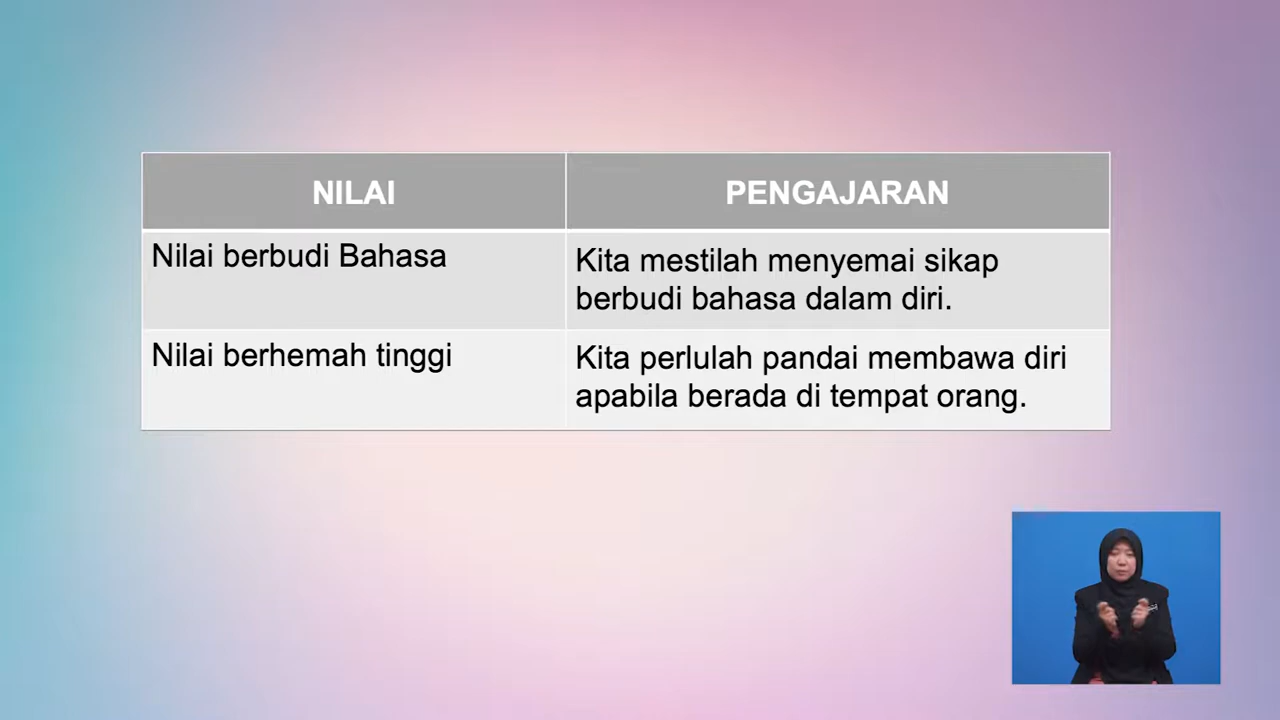 NILAI
PENGAJARAN
Nilai berbudi Bahasa
Kita mestilah menyemai sikap
berbudi bahasa dalam diri.
Nilai berhemah tinggi
Kita perlulah pandai membawa diri
apabila berada di tempat orang.